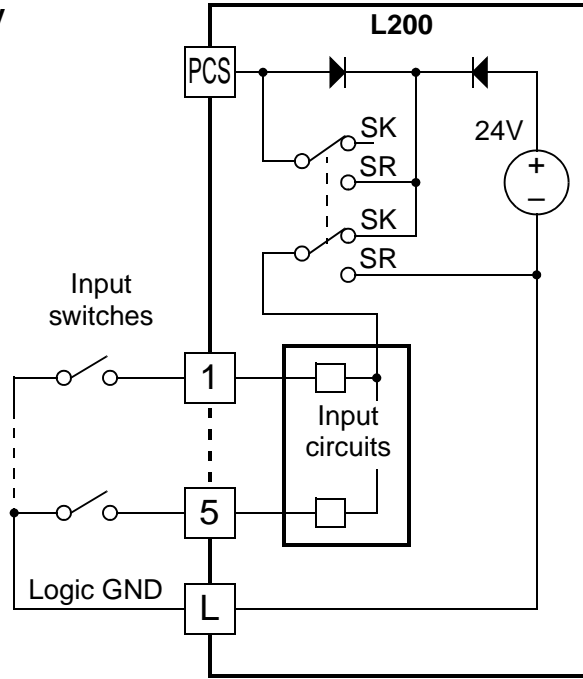 L200
PCS
SK
24V
SR
+
–
SK
SR
Input
switches
1
Input
circuits
5
Logic GND
L